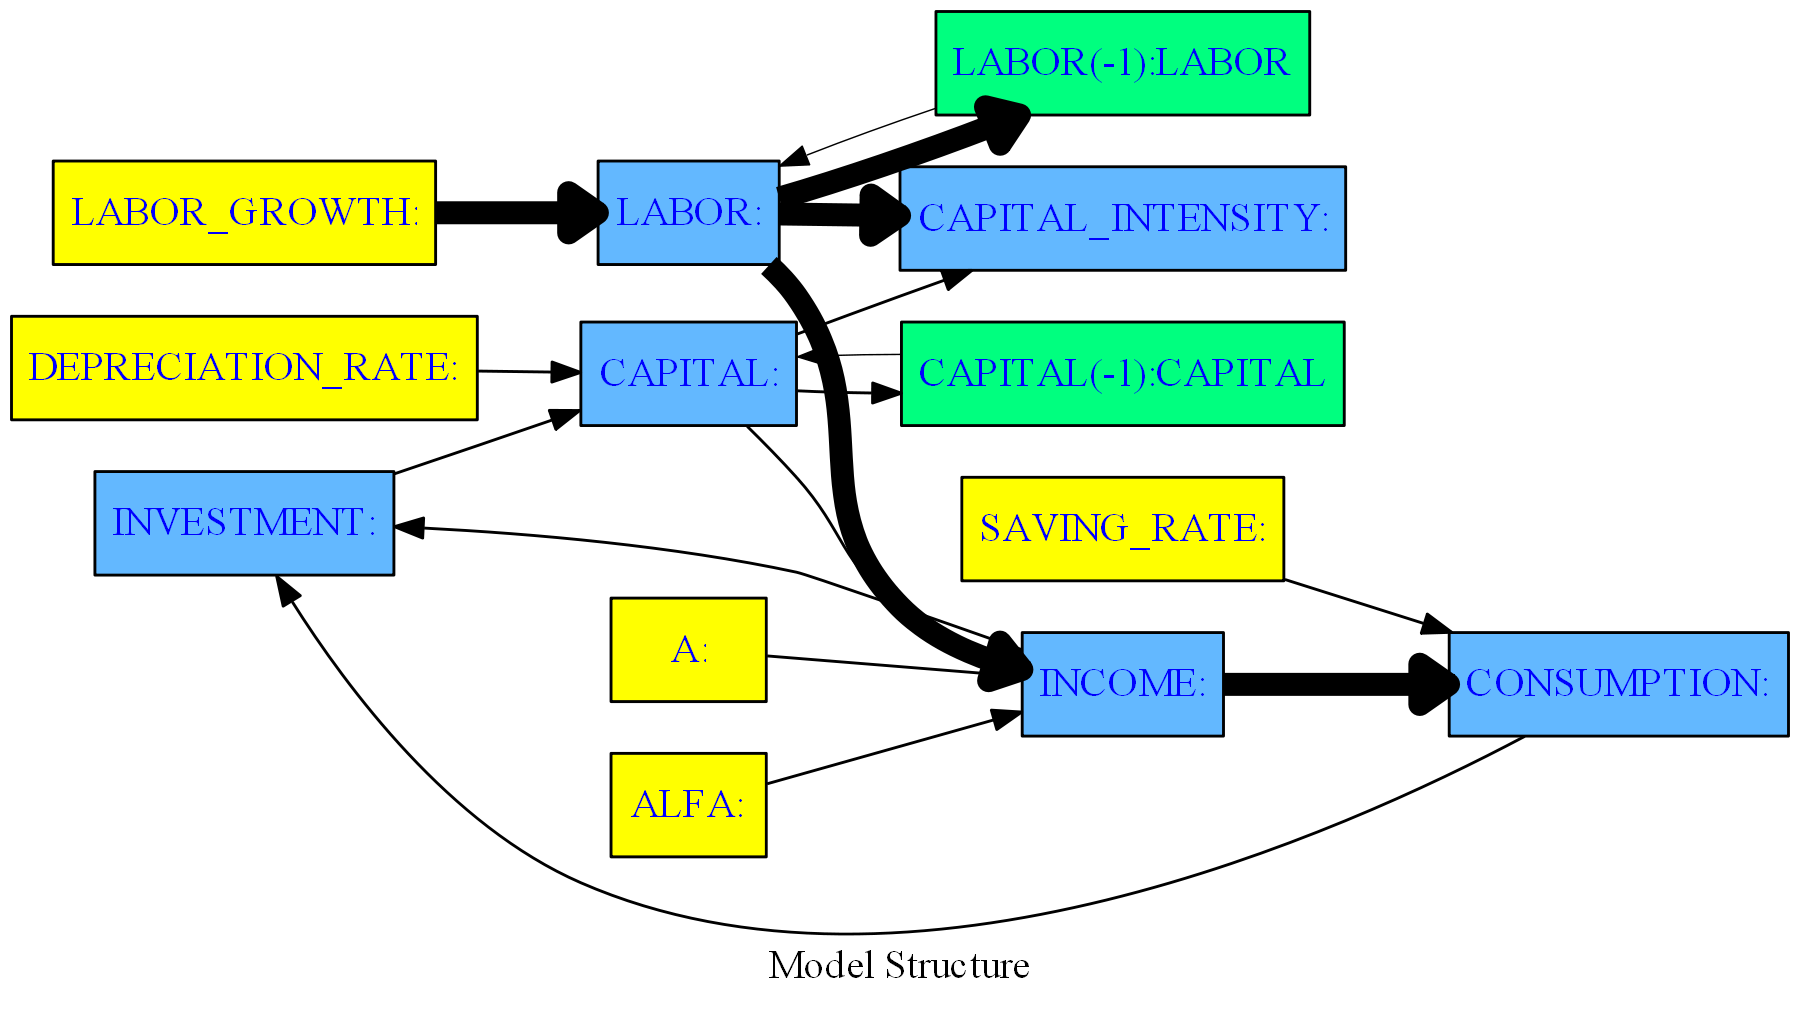 LABOR(-1):LABOR
LABOR_GROWTH:
LABOR:
CAPITAL_INTENSITY:
DEPRECIATION_RATE:
CAPITAL:
CAPITAL(-1):CAPITAL
INVESTMENT:
SAVING_RATE:
A:
INCOME:
CONSUMPTION:
ALFA:
Model Structure